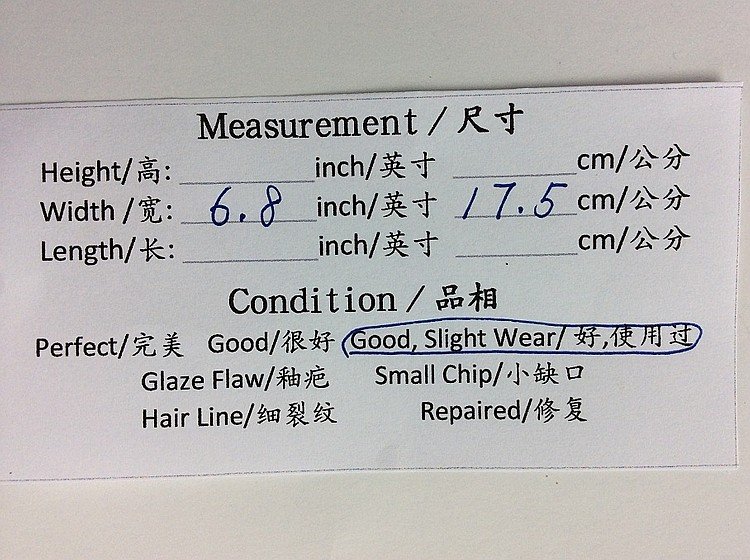 Measurement / 尺寸
Height/高: inch/英寸 cm/公分
Width /宽: 6.8 inch/英寸 17.5 cm/公分
Length/长: inch/英寸 cm/公分
Condition / 品相
Perfect/完美 Good/很好 Good, Slight Wear/ 好,使用过
Glaze Flaw/釉疤 Small Chip/小缺口
Hair Line/细裂纹 Repaired/修复